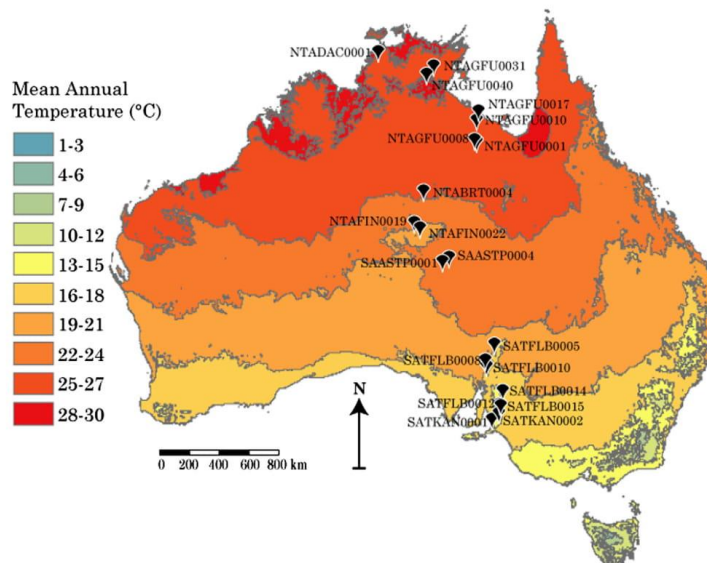 NTADAC0001
NTAGFU0031
NTAGFU0040
Mean Annual
Temperature (°C)
1-3
4-6
7-9
10-12
13-15
16-18
19-21
22-24
25-27
28-30
NTAGFU0017
NTAGFU0010
NTAGFU0008
NTAGFU0001
NTABRT0004
NTAFIN0019
NTAFIN0022
SAASTP0001
SAASTP0004
SATFLB0005
SATFLB0008
SATFLB0010
SATFLB0014
SATFLB0012
SATFLB0015
SATKAN0001
SATKAN0002
N
0 200 400 600 800 km